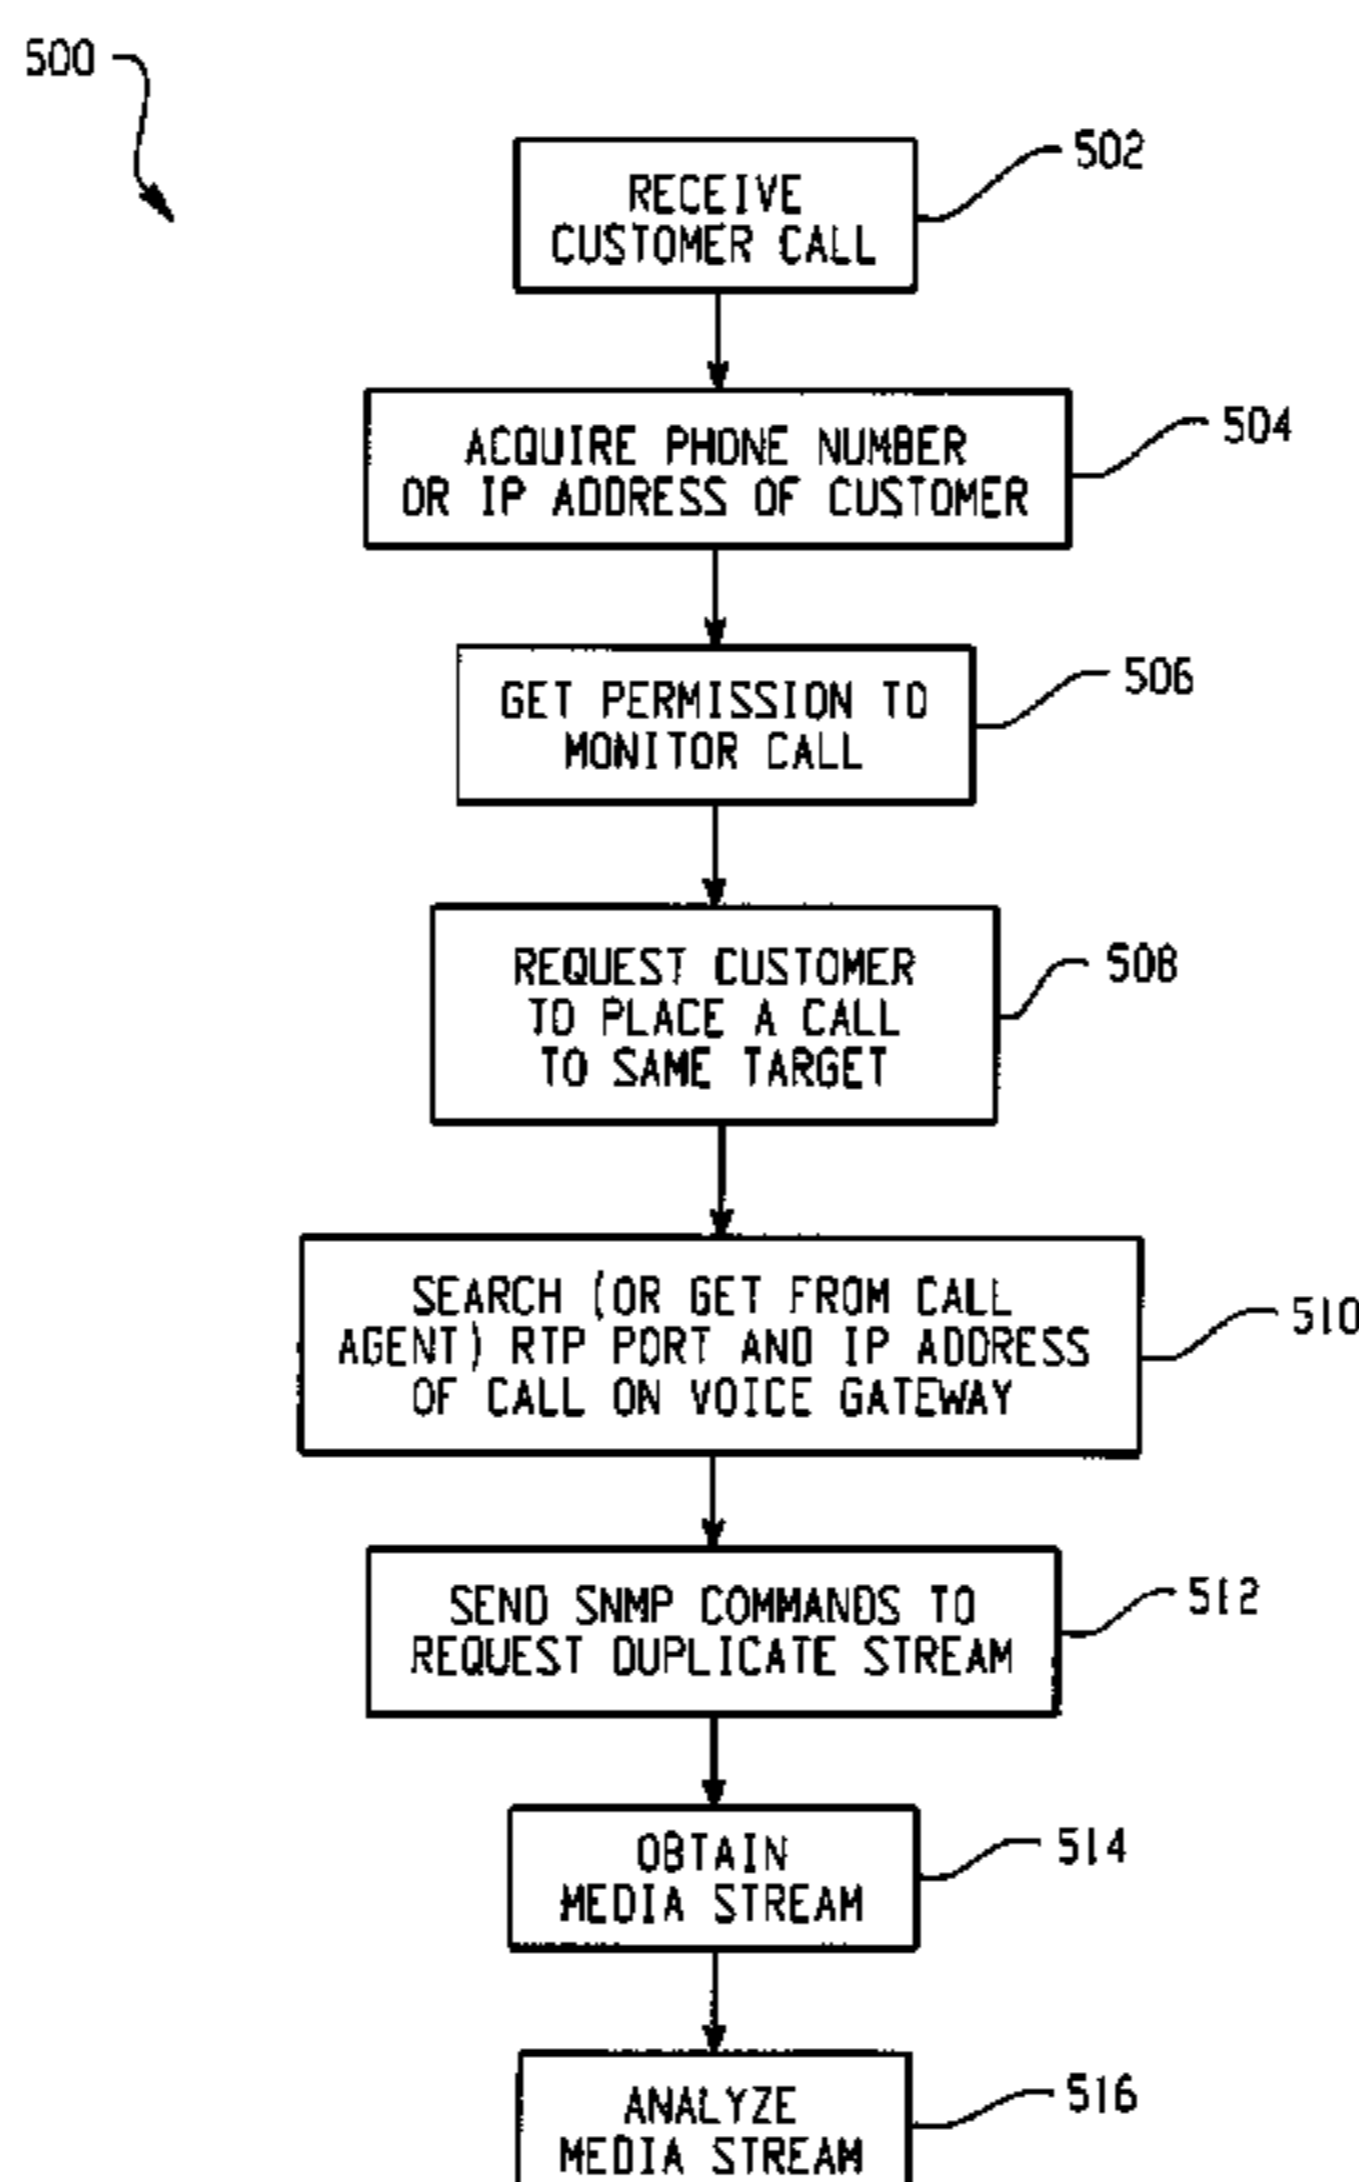 500
502
RECEIVE
CUSTOMER CALL
504
ACQUIRE PHONE NUMBER
OR IP ADDRESS OF CUSTOMER
506
GET PERMISSION TO
MONITOR CALL
508
REQUEST CUSTOMER
TO PLACE A CALL
TO SAME TARGET
510
SEARCH (OR GET FROM CALL
AGENT) RTP PORT AND IP ADDRESS
OF CALL ON VOICE GATEWAY
512
SEND SNMP COMMANDS TO
REQUEST DUPLICATE STREAM
514
OBTAIN
MEDIA STREAM
516
ANALYZE
MEDIA STREAM